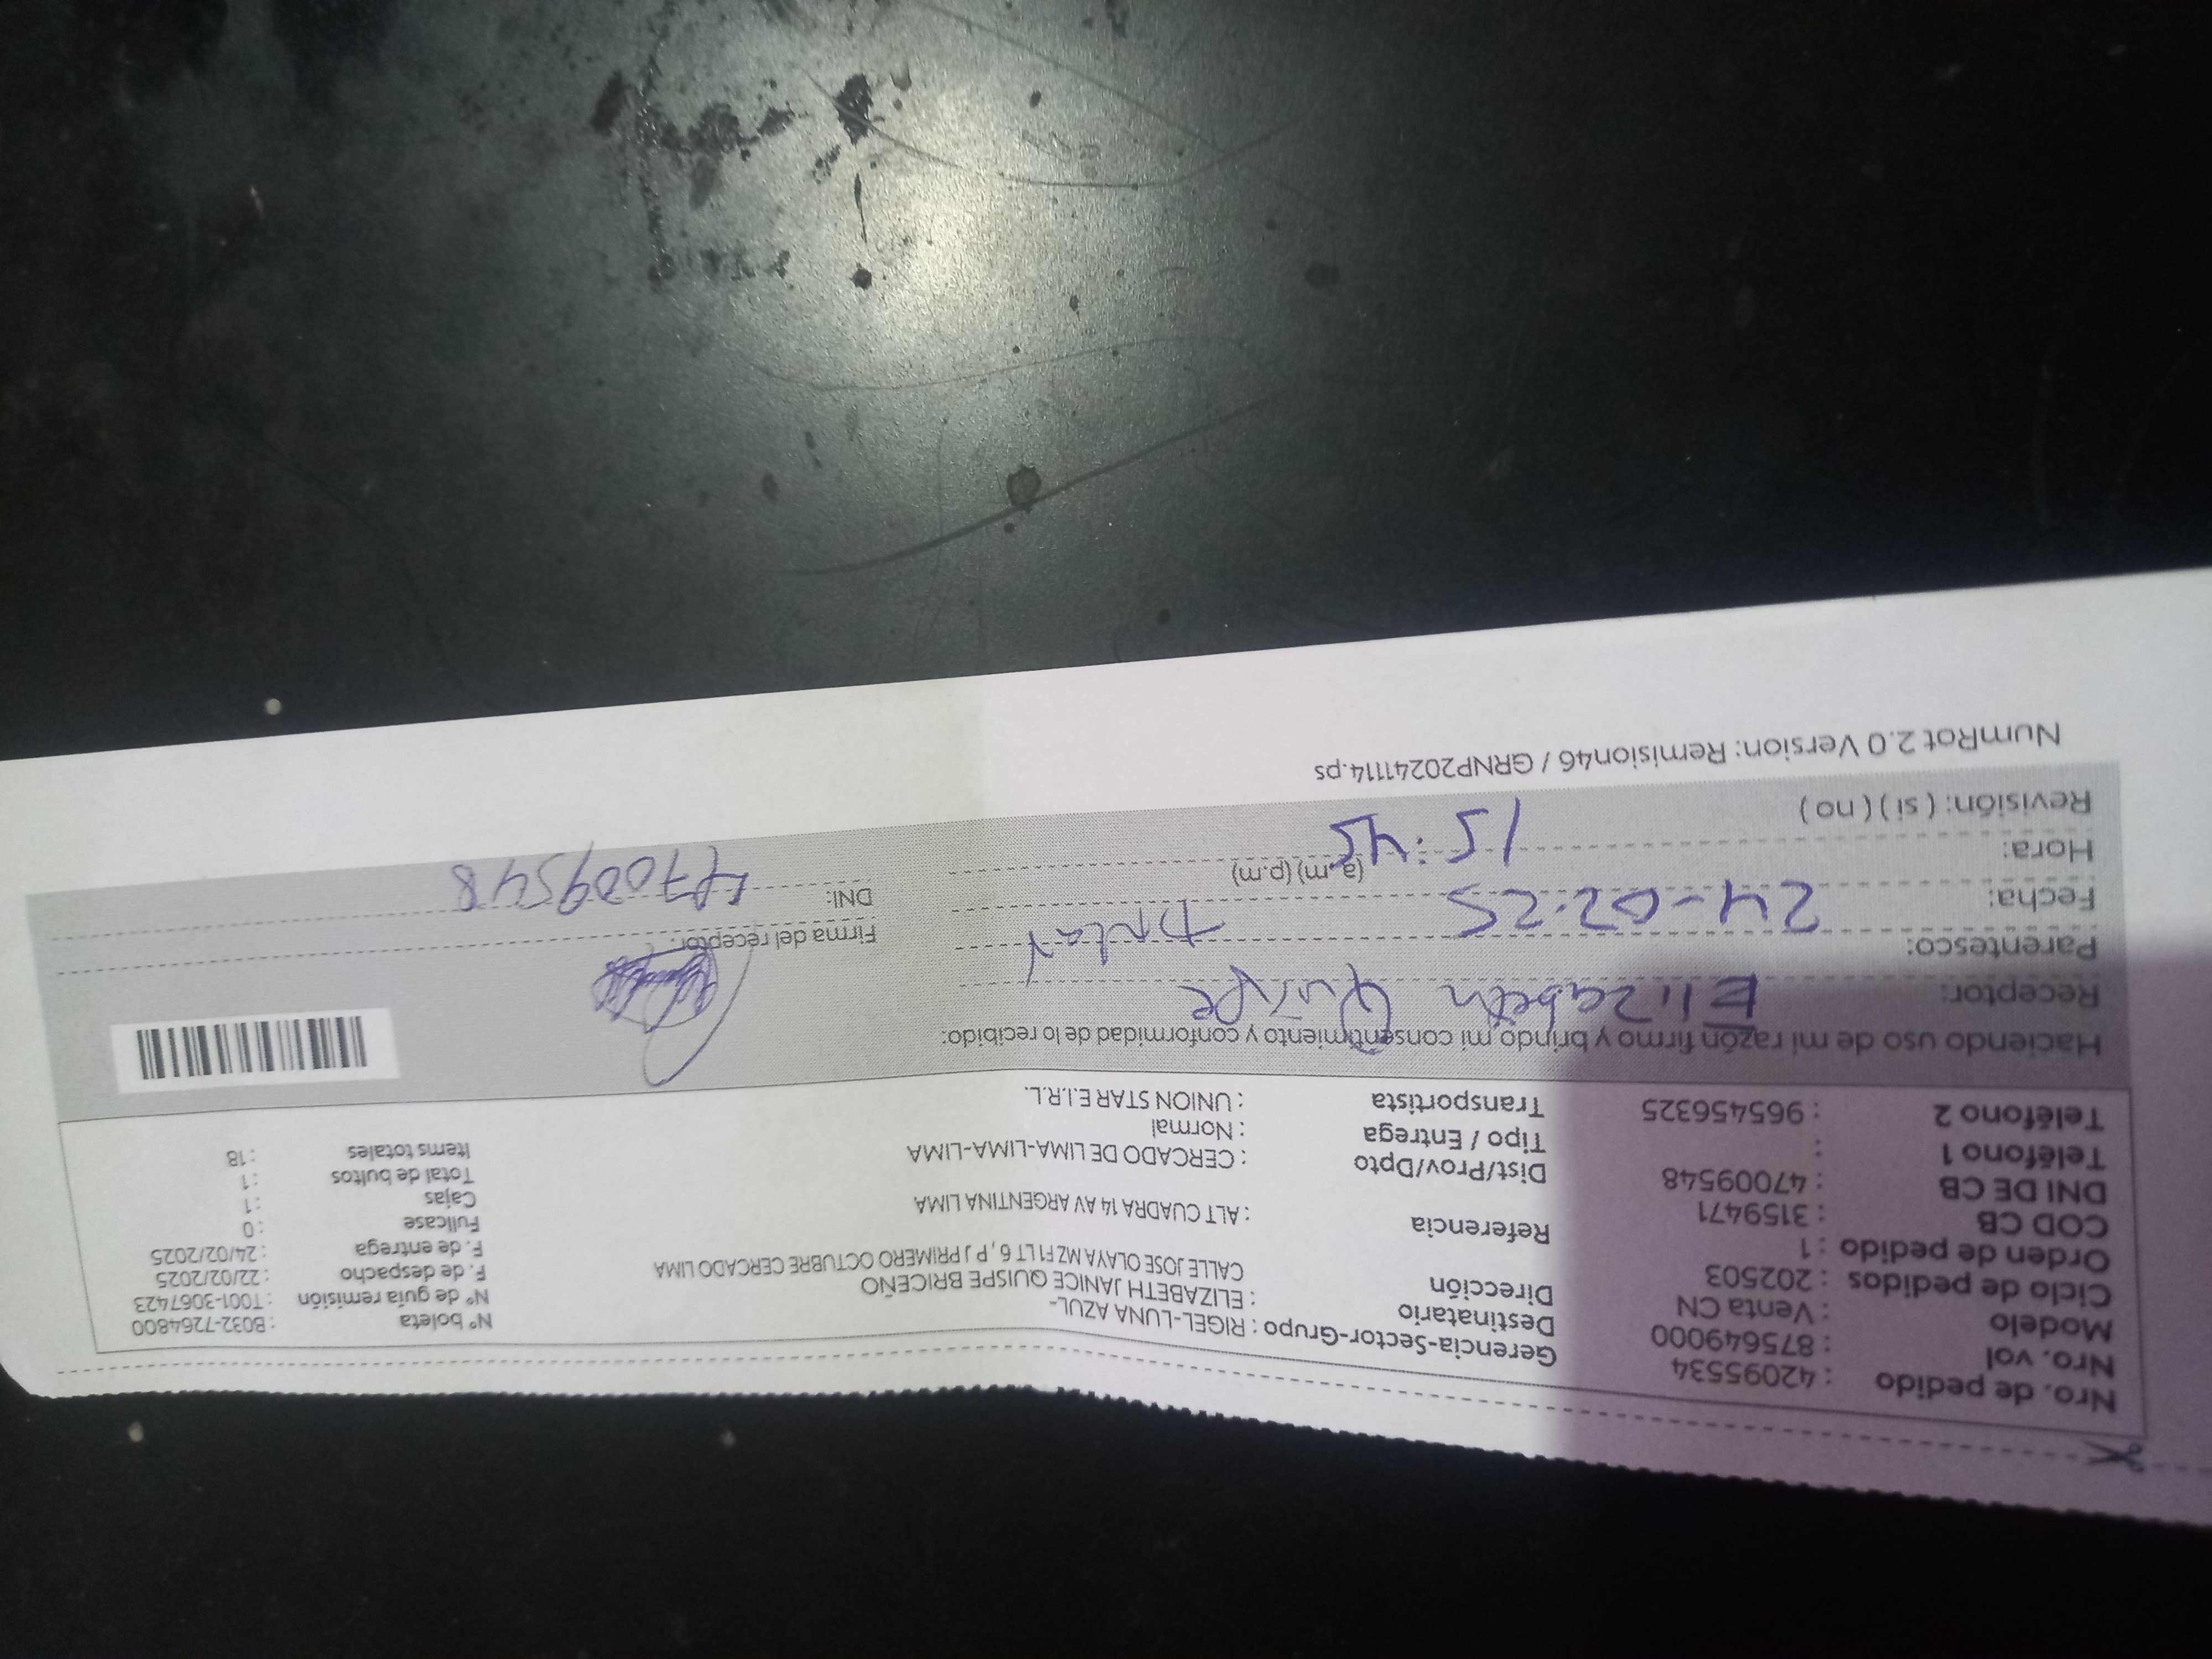 Nro. de pedido : 42095534
Nro. vol : 875649000
Modelo : Venta CN
Ciclo de pedidos : 202503
Orden de pedido : 1
COD CB : 3159471
DNI DE CB : 47009548
Teléfono 1 :
Teléfono 2 : 965456325
Gerencia-Sector-Grupo : RIGEL-LUNA AZUL-
Destinatario : ELIZABETH JANICE QUISPE BRICEÑO
Dirección CALLE JOSE OLAYA MZ F1 LT 6 , P J PRIMERO OCTUBRE CERCADO LIMA
Referencia : ALT CUADRA 14 AV ARGENTINA LIMA
Dist/Prov/Dpto : CERCADO DE LIMA-LIMA-LIMA
Tipo / Entrega : Normal
Transportista : UNION STAR E.I.R.L.
Nº boleta : B032-7264800
Nº de guía remisión : T001-3067423
F. de despacho : 22/02/2025
F. de entrega : 24/02/2025
Fullcase : 0
Cajas : 1
Total de bultos : 1
Items totales : 18
Haciendo uso de mi razón firmo y brindo mi consentimiento y conformidad de lo recibido:
Receptor: Elizabeth Quispe
Parentesco:
Fecha: 24-02-25
Hora: 15:45 (a.m) (p.m)
Revisión: ( si ) ( no )
Firma del receptor:
DNI: 47009548
NumRot 2.0 Version: Remision46 / GRNP20241114.ps